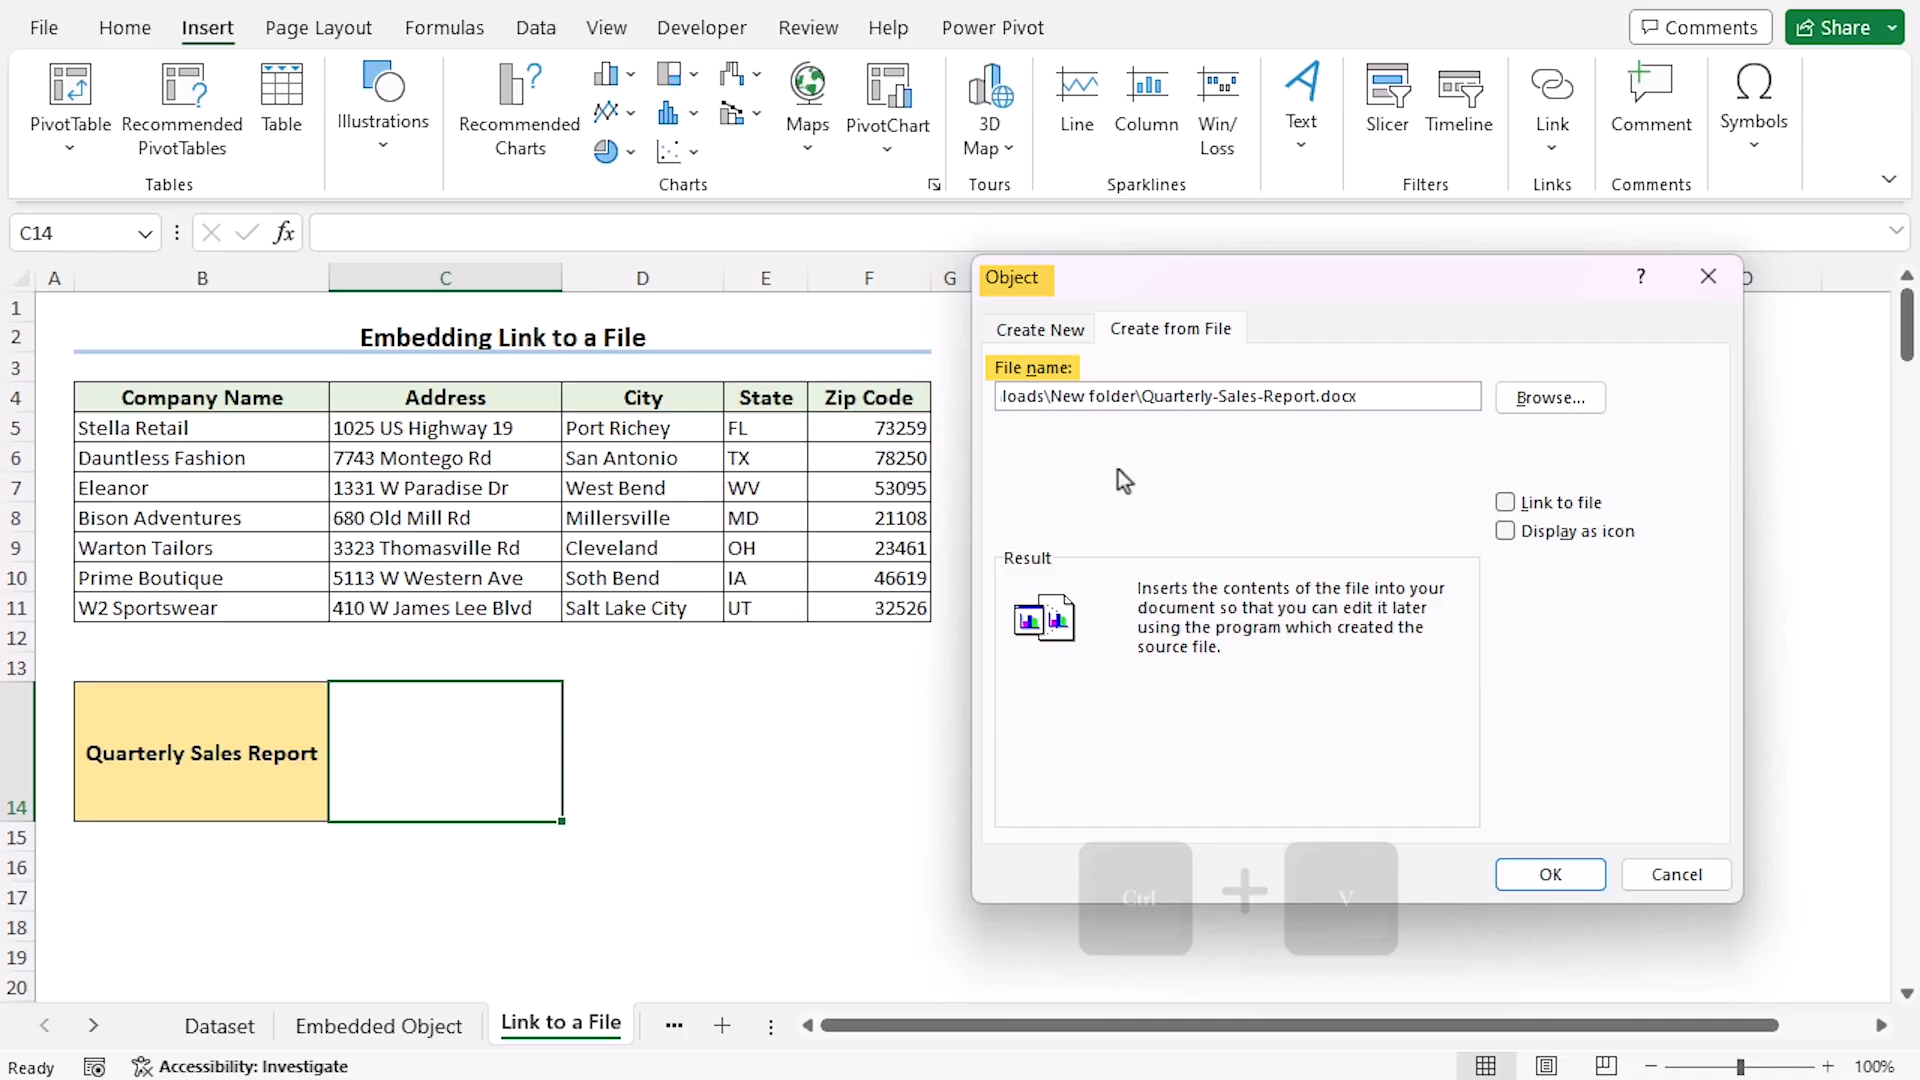 File Home Insert Page Layout Formulas Data View Developer Review Help Power Pivot Comments Share
PivotTable
Recommended
PivotTables
Table
Tables
Illustrations
Recommended
Charts
Maps
PivotChart
Charts
3D
Map
Tours
Line
Column
Win/
Loss
Sparklines
Text
Slicer
Timeline
Filters
Link
Links
Comment
Comments
Symbols
C14
fx
A B C D E F G
1
2 Embedding Link to a File
3
4 Company Name Address City State Zip Code
5 Stella Retail 1025 US Highway 19 Port Richey FL 73259
6 Dauntless Fashion 7743 Montego Rd San Antonio TX 78250
7 Eleanor 1331 W Paradise Dr West Bend WV 53095
8 Bison Adventures 680 Old Mill Rd Millersville MD 21108
9 Warton Tailors 3323 Thomasville Rd Cleveland OH 23461
10 Prime Boutique 5113 W Western Ave Soth Bend IA 46619
11 W2 Sportswear 410 W James Lee Blvd Salt Lake City UT 32526
12
13
14 Quarterly Sales Report
15
16
17
18
19
20
Object ?
Create New Create from File
File name:
loads\New folder\Quarterly-Sales-Report.docx Browse...
Link to file
Display as icon
Result
Inserts the contents of the file into your
document so that you can edit it later
using the program which created the
source file.
OK Cancel
Ctrl + V
Dataset Embedded Object Link to a File
Ready Accessibility: Investigate 100%